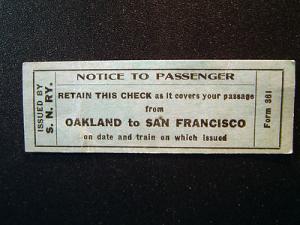 ISSUED BY
S. N. RY.
NOTICE TO PASSENGER
RETAIN THIS CHECK as it covers your passage
from
OAKLAND to SAN FRANCISCO
on date and train on which issued
Form 381